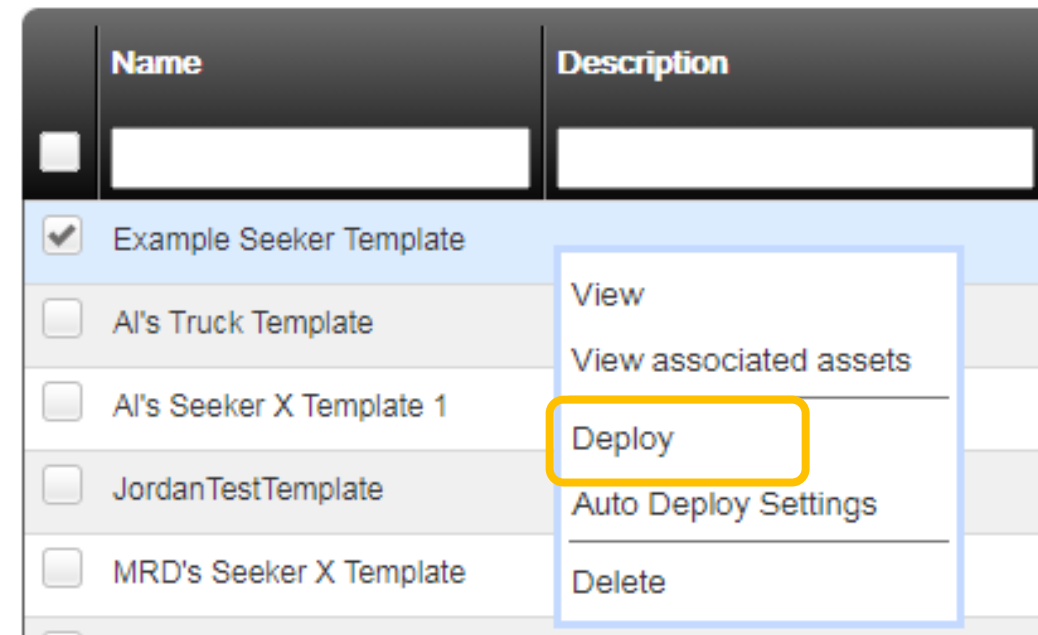 Name
Description
Example Seeker Template
Al's Truck Template
Al's Seeker X Template 1
JordanTestTemplate
MRD's Seeker X Template
View
View associated assets
Deploy
Auto Deploy Settings
Delete